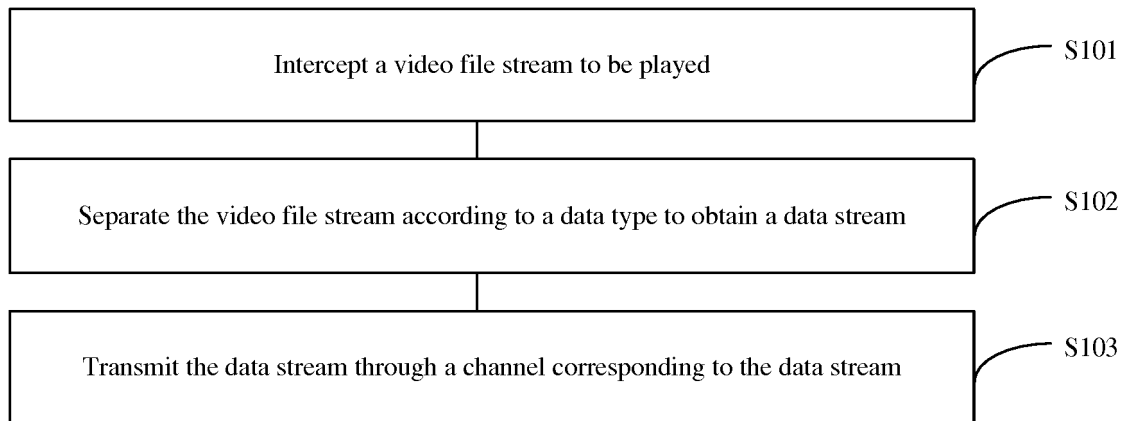 Intercept a video file stream to be played
S101
Separate the video file stream according to a data type to obtain a data stream
S102
Transmit the data stream through a channel corresponding to the data stream
S103